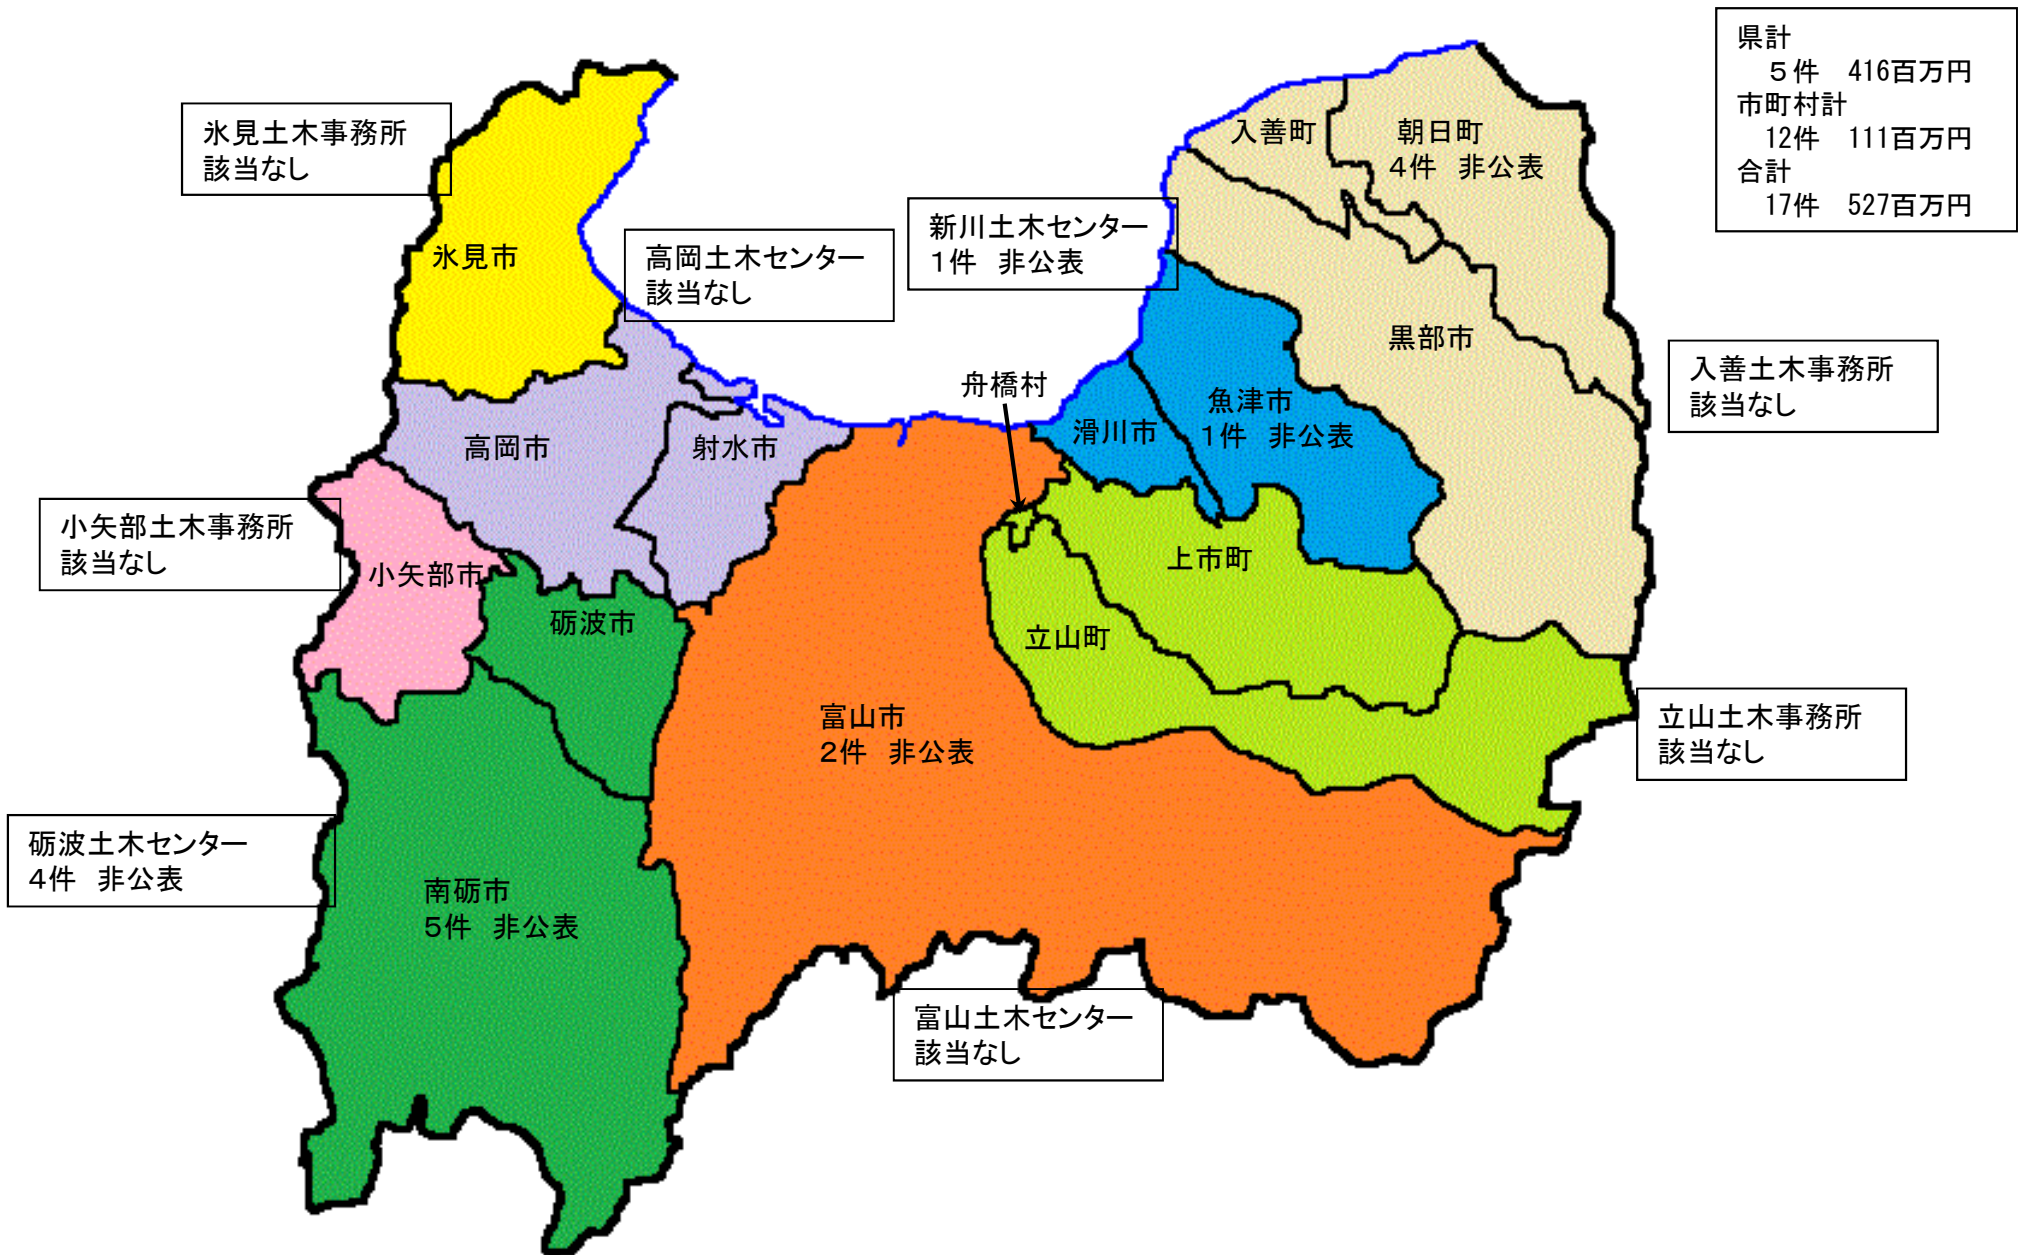 県計
５件　416百万円
市町村計
12件　111百万円
合計
17件　527百万円
氷見土木事務所
該当なし
入善町
朝日町
４件　非公表
新川土木センター
１件　非公表
高岡土木センター
該当なし
氷見市
黒部市
入善土木事務所
該当なし
舟橋村
魚津市
１件　非公表
滑川市
高岡市
射水市
小矢部土木事務所
該当なし
小矢部市
上市町
砺波市
立山町
富山市
２件　非公表
立山土木事務所
該当なし
砺波土木センター
４件　非公表
南砺市
５件　非公表
富山土木センター
該当なし